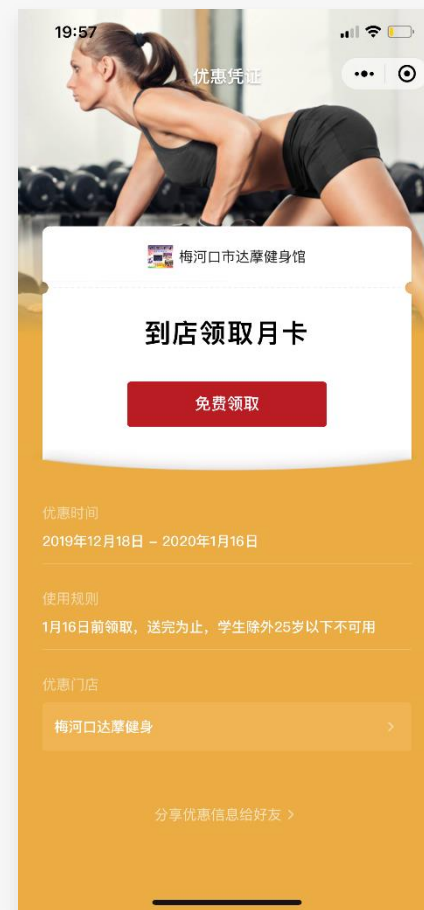 19:57
优惠凭证
梅河口市达摩健身馆
到店领取月卡
免费领取
优惠时间
2019年12月18日 – 2020年1月16日
使用规则
1月16日前领取，送完为止，学生除外25岁以下不可用
优惠门店
梅河口达摩健身
分享优惠信息给好友